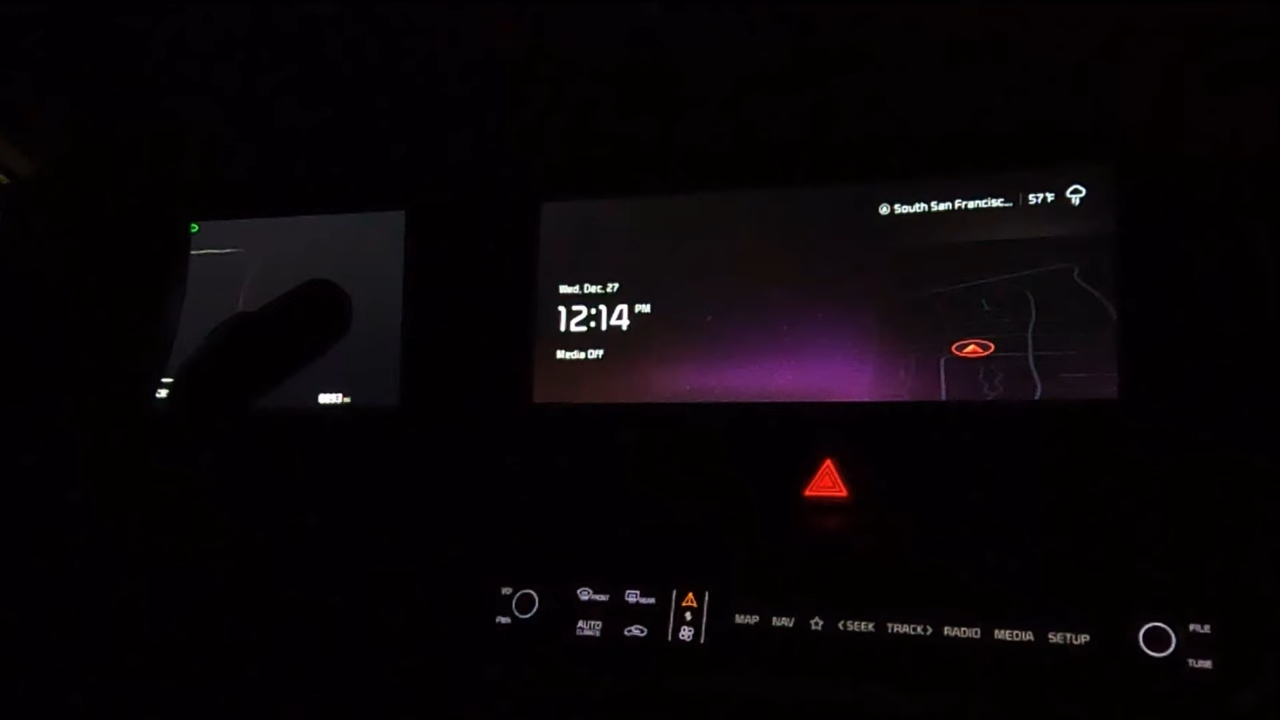 South San Francisc... 57°F
Wed, Dec. 27
12:14 PM
Media Off
FRONT REAR
AUTO
CLIMATE
MAP NAV <SEEK TRACK> RADIO MEDIA SETUP
FILE
TUNE